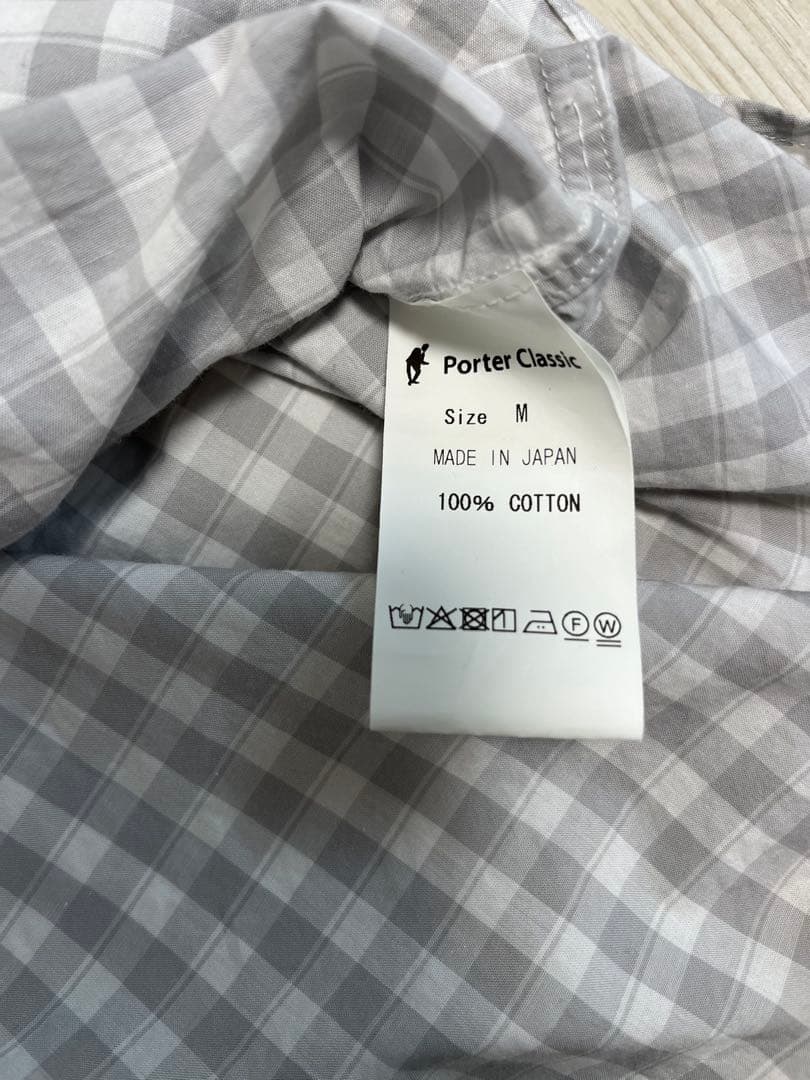 Porter Classic
Size M
MADE IN JAPAN
100% COTTON
F W